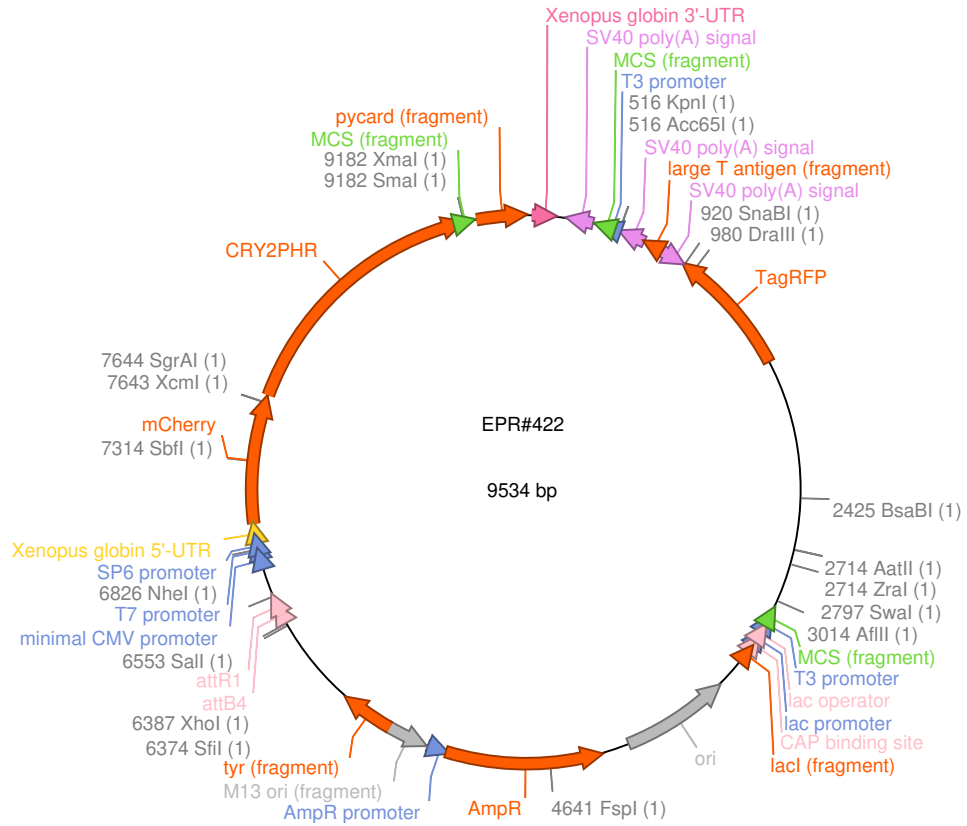 Xenopus globin 3'-UTR
SV40 poly(A) signal
MCS (fragment)
T3 promoter
516 KpnI (1)
516 Acc65I (1)
SV40 poly(A) signal
large T antigen (fragment)
SV40 poly(A) signal
920 SnaBI (1)
980 DraIII (1)
TagRFP
pycard (fragment)
MCS (fragment)
9182 XmaI (1)
9182 SmaI (1)
CRY2PHR
7644 SgrAI (1)
7643 XcmI (1)
mCherry
7314 SbfI (1)
EPR#422
9534 bp
2425 BsaBI (1)
2714 AatII (1)
2714 ZraI (1)
2797 SwaI (1)
3014 AflII (1)
MCS (fragment)
T3 promoter
lac operator
lac promoter
CAP binding site
lacI (fragment)
Xenopus globin 5'-UTR
SP6 promoter
6826 NheI (1)
T7 promoter
minimal CMV promoter
6553 SalI (1)
attR1
attB4
6387 XhoI (1)
6374 SfiI (1)
tyr (fragment)
M13 ori (fragment)
AmpR promoter
AmpR
4641 FspI (1)
ori